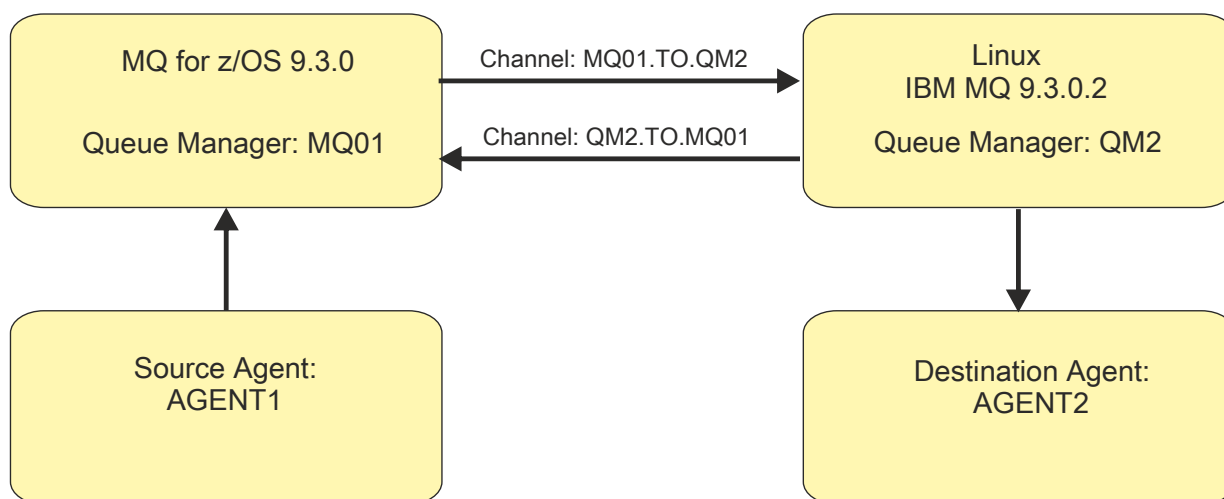 MQ for z/OS 9.3.0
Queue Manager: MQ01
Channel: MQ01.TO.QM2
Channel: QM2.TO.MQ01
Linux
IBM MQ 9.3.0.2
Queue Manager: QM2
Source Agent:
AGENT1
Destination Agent:
AGENT2